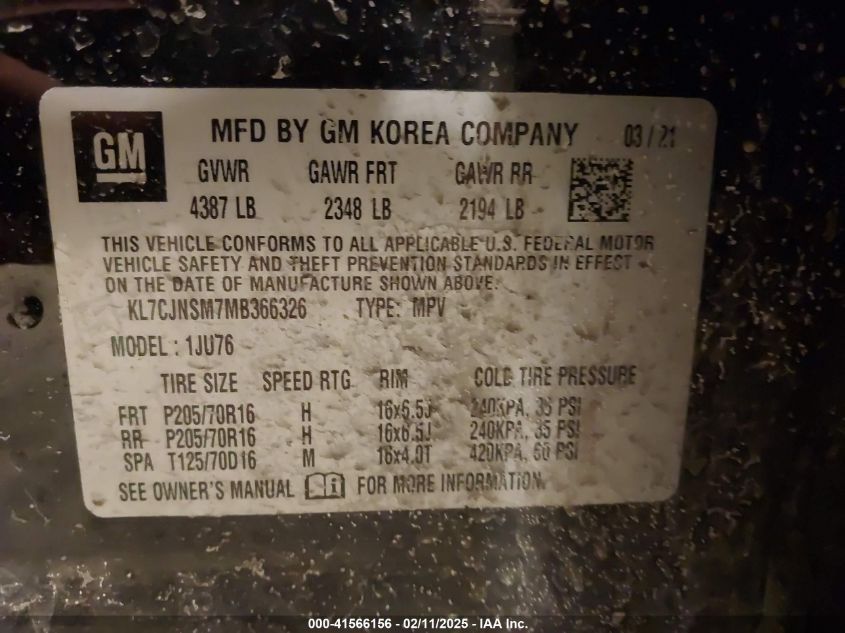 GM
MFD BY GM KOREA COMPANY 03/21
GVWR GAWR FRT GAWR RR
4387 LB 2348 LB 2194 LB
THIS VEHICLE CONFORMS TO ALL APPLICABLE U.S. FEDERAL MOTOR
VEHICLE SAFETY AND THEFT PREVENTION STANDARDS IN EFFECT
ON THE DATE OF MANUFACTURE SHOWN ABOVE.
KL7CJNSM7MB366326 TYPE: MPV
MODEL : 1JU76
TIRE SIZE SPEED RTG RIM COLD TIRE PRESSURE
FRT P205/70R16 H 16x6.5J 240KPA, 35 PSI
RR P205/70R16 H 16x6.5J 240KPA, 35 PSI
SPA T125/70D16 M 16x4.0T 420KPA, 60 PSI
SEE OWNER'S MANUAL FOR MORE INFORMATION.
000-41566156 - 02/11/2025 - IAA Inc.